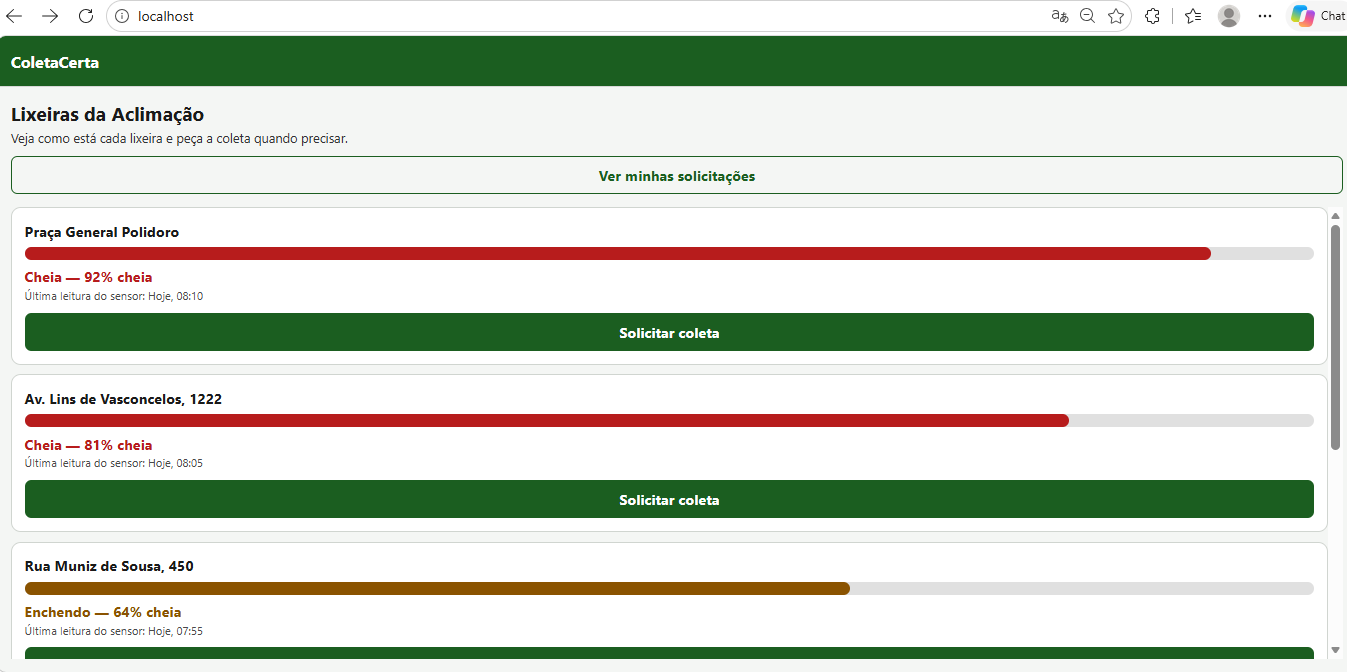 localhost
Chat
ColetaCerta
Lixeiras da Aclimação
Veja como está cada lixeira e peça a coleta quando precisar.
Ver minhas solicitações
Praça General Polidoro
Cheia — 92% cheia
Última leitura do sensor: Hoje, 08:10
Solicitar coleta
Av. Lins de Vasconcelos, 1222
Cheia — 81% cheia
Última leitura do sensor: Hoje, 08:05
Solicitar coleta
Rua Muniz de Sousa, 450
Enchendo — 64% cheia
Última leitura do sensor: Hoje, 07:55